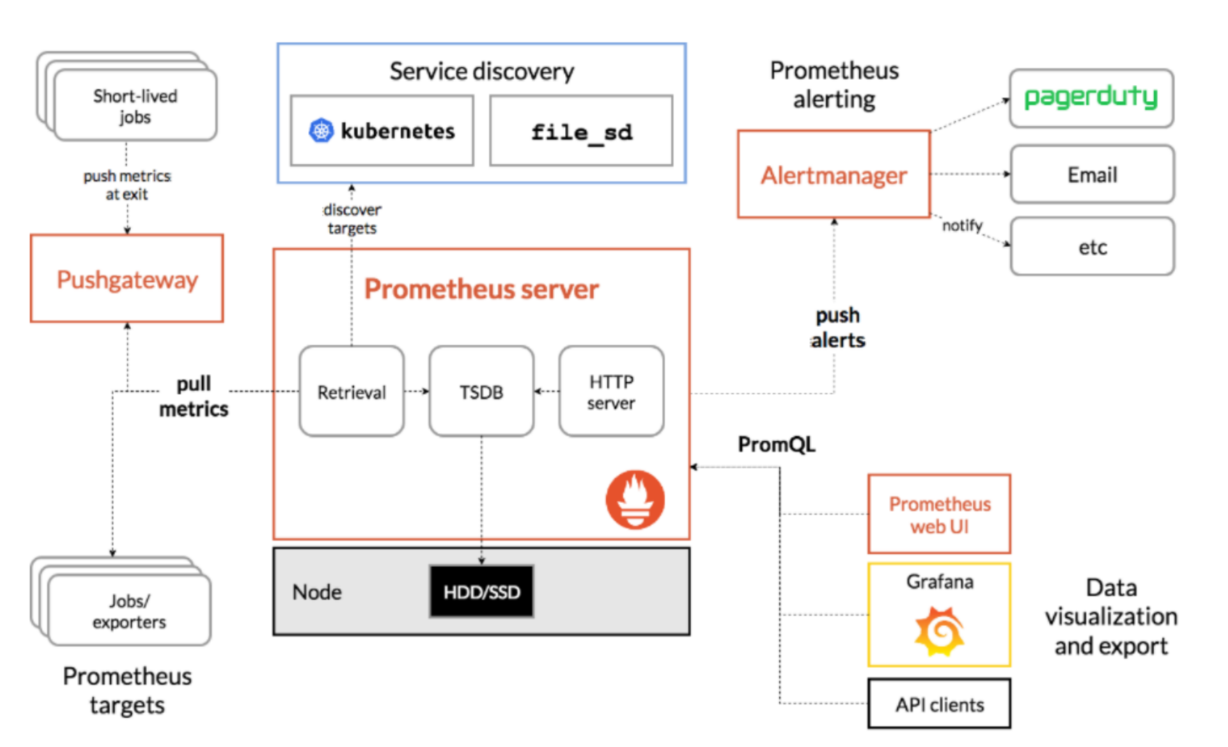 Short-lived
jobs
push metrics
at exit
Pushgateway
pull
metrics
Jobs/
exporters
Prometheus
targets
Service discovery
kubernetes
file_sd
discover
targets
Prometheus server
Retrieval
TSDB
HTTP
server
Node
HDD/SSD
Prometheus
alerting
Alertmanager
pagerduty
Email
notify
etc
push
alerts
PromQL
Prometheus
web UI
Grafana
API clients
Data
visualization
and export